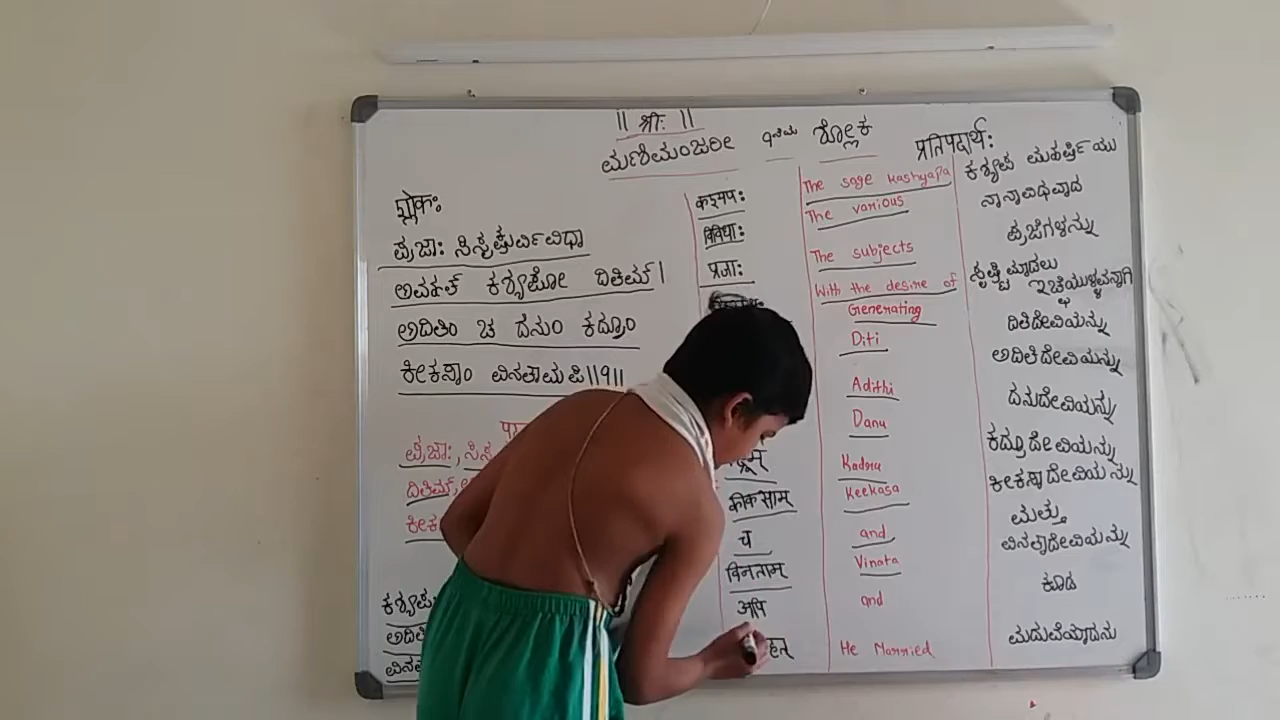 ॥ श्रीः ॥
ಮಣಿಮಂಜರೀ ೧ನೆಯ ಶ್ಲೋಕ
प्रतिपदार्थः
श्लोकः
ಪ್ರಜಾಃ ಸಿಸೃಕ್ಷುರ್ವಿವಿಧಾ
ಅವಹತ್ ಕಶ್ಯಪೋ ದಿತಿಮ್।
ಅದಿತಿಂ ಚ ದನುಂ ಕದ್ರೂಂ
ಕೀಕಸಾಂ ವಿನತಾಮಪಿ॥೧॥
ಪ್ರಜಾಃ,
ದಿತಿಮ್,
कश्यपः
विविधाः
प्रजाः
कीकसाम्
च
विनताम्
अपि
The sage Kashyapa
The various
The subjects
With the desire of
Generating
Diti
Adithi
Danu
Kadru
Keekasa
and
Vinata
and
He Married
ಕಶ್ಯಪ ಮಹರ್ಷಿಯು
ನಾನಾವಿಧವಾದ
ಪ್ರಜೆಗಳನ್ನು
ಸೃಷ್ಟಿ ಮಾಡಲು
ಇಚ್ಛೆಯುಳ್ಳವನಾಗಿ
ದಿತಿದೇವಿಯನ್ನು
ಅದಿತಿದೇವಿಯನ್ನು
ದನುದೇವಿಯನ್ನು
ಕದ್ರೂದೇವಿಯನ್ನು
ಕೀಕಸಾದೇವಿಯನ್ನು
ಮತ್ತು
ವಿನತಾದೇವಿಯನ್ನು
ಕೂಡ
ಮದುವೆಯಾದನು